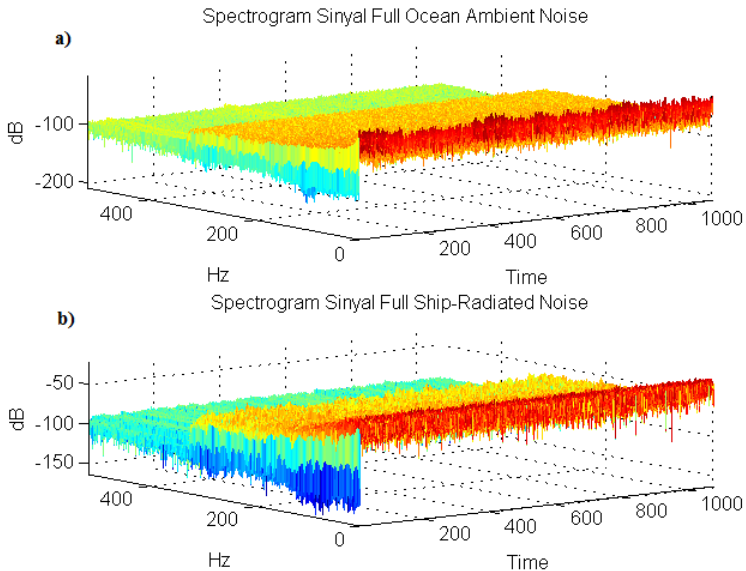 Spectrogram Sinyal Full Ocean Ambient Noise
a)
dB
-100
-200
400
200
0
Hz
200
400
600
800
1000
Time
Spectrogram Sinyal Full Ship-Radiated Noise
b)
dB
-50
-100
-150
400
200
0
Hz
200
400
600
800
1000
Time